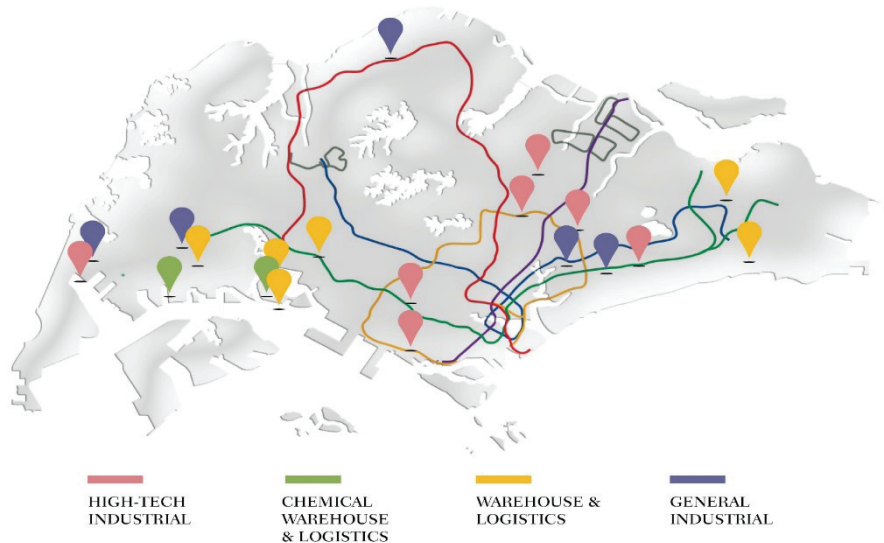 HIGH-TECH
INDUSTRIAL
CHEMICAL
WAREHOUSE
& LOGISTICS
WAREHOUSE &
LOGISTICS
GENERAL
INDUSTRIAL